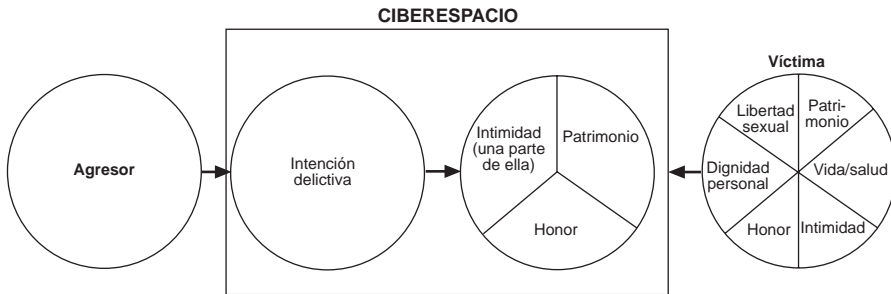 CIBERESPACIO
Agresor
Intención
delictiva
Intimidad
(una parte
de ella)
Patrimonio
Honor
Víctima
Libertad
sexual
Patri-
monio
Dignidad
personal
Vida/salud
Honor
Intimidad